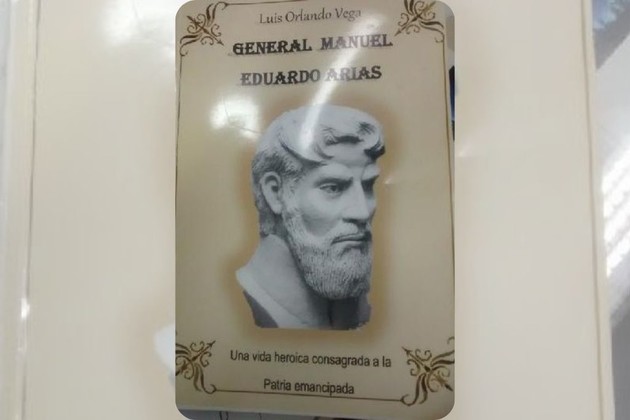 Luis Orlando Vega
GENERAL MANUEL
EDUARDO ARIAS
Una vida heroica consagrada a la
Patria emancipada